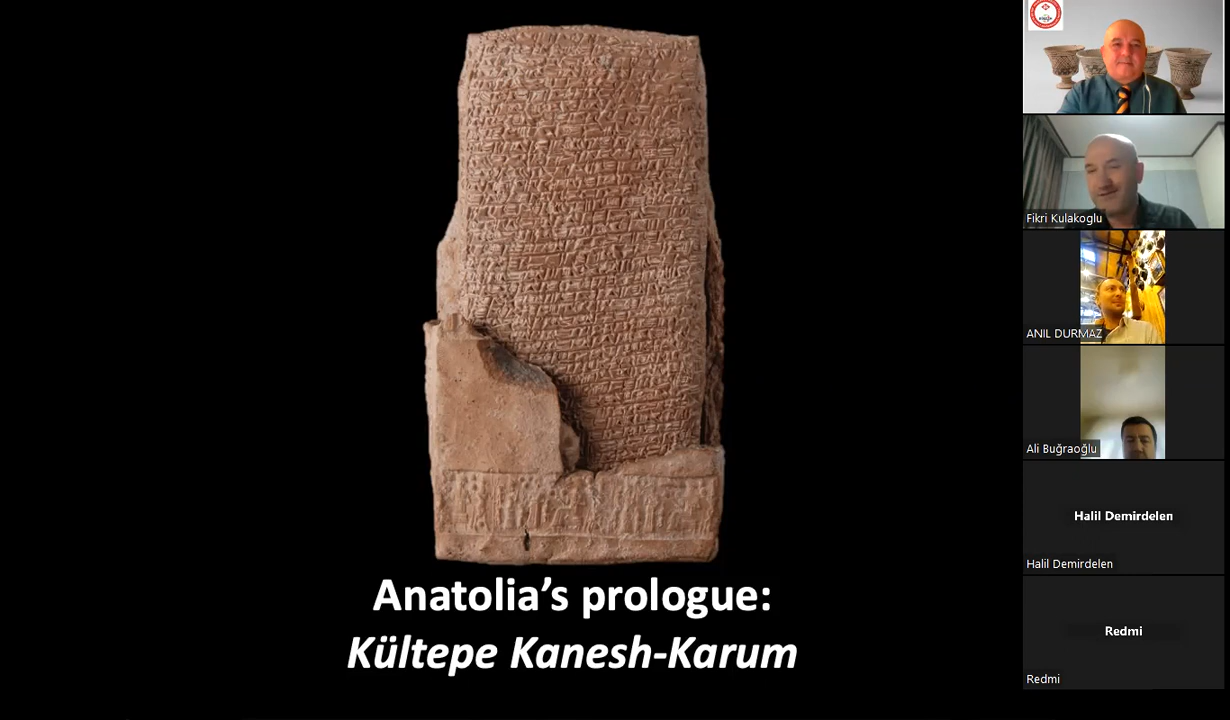 Anatolia's prologue:
Kültepe Kanesh-Karum
Fikri Kulakoglu
ANIL DURMAZ
Ali Buğraoğlu
Halil Demirdelen
Halil Demirdelen
Redmi
Redmi